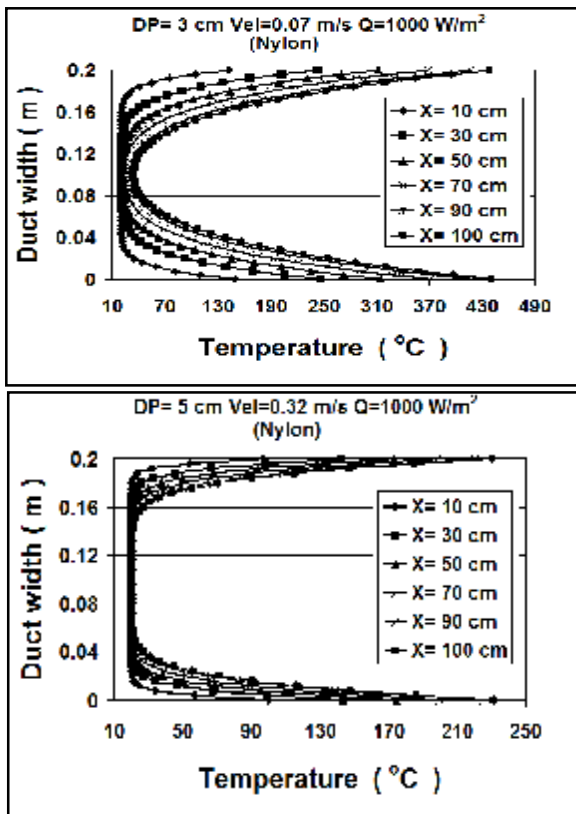 DP= 3 cm Vel=0.07 m/s Q=1000 W/m²
(Nylon)
Duct width ( m )
0.2
0.16
0.12
0.08
0.04
0
X= 10 cm
X= 30 cm
X= 50 cm
X= 70 cm
X= 90 cm
X= 100 cm
10 70 130 190 250 310 370 430 490
Temperature ( °C )
DP= 5 cm Vel=0.32 m/s Q=1000 W/m²
(Nylon)
Duct width ( m )
0.2
0.16
0.12
0.08
0.04
0
X= 10 cm
X= 30 cm
X= 50 cm
X= 70 cm
X= 90 cm
X= 100 cm
10 50 90 130 170 210 250
Temperature ( °C )